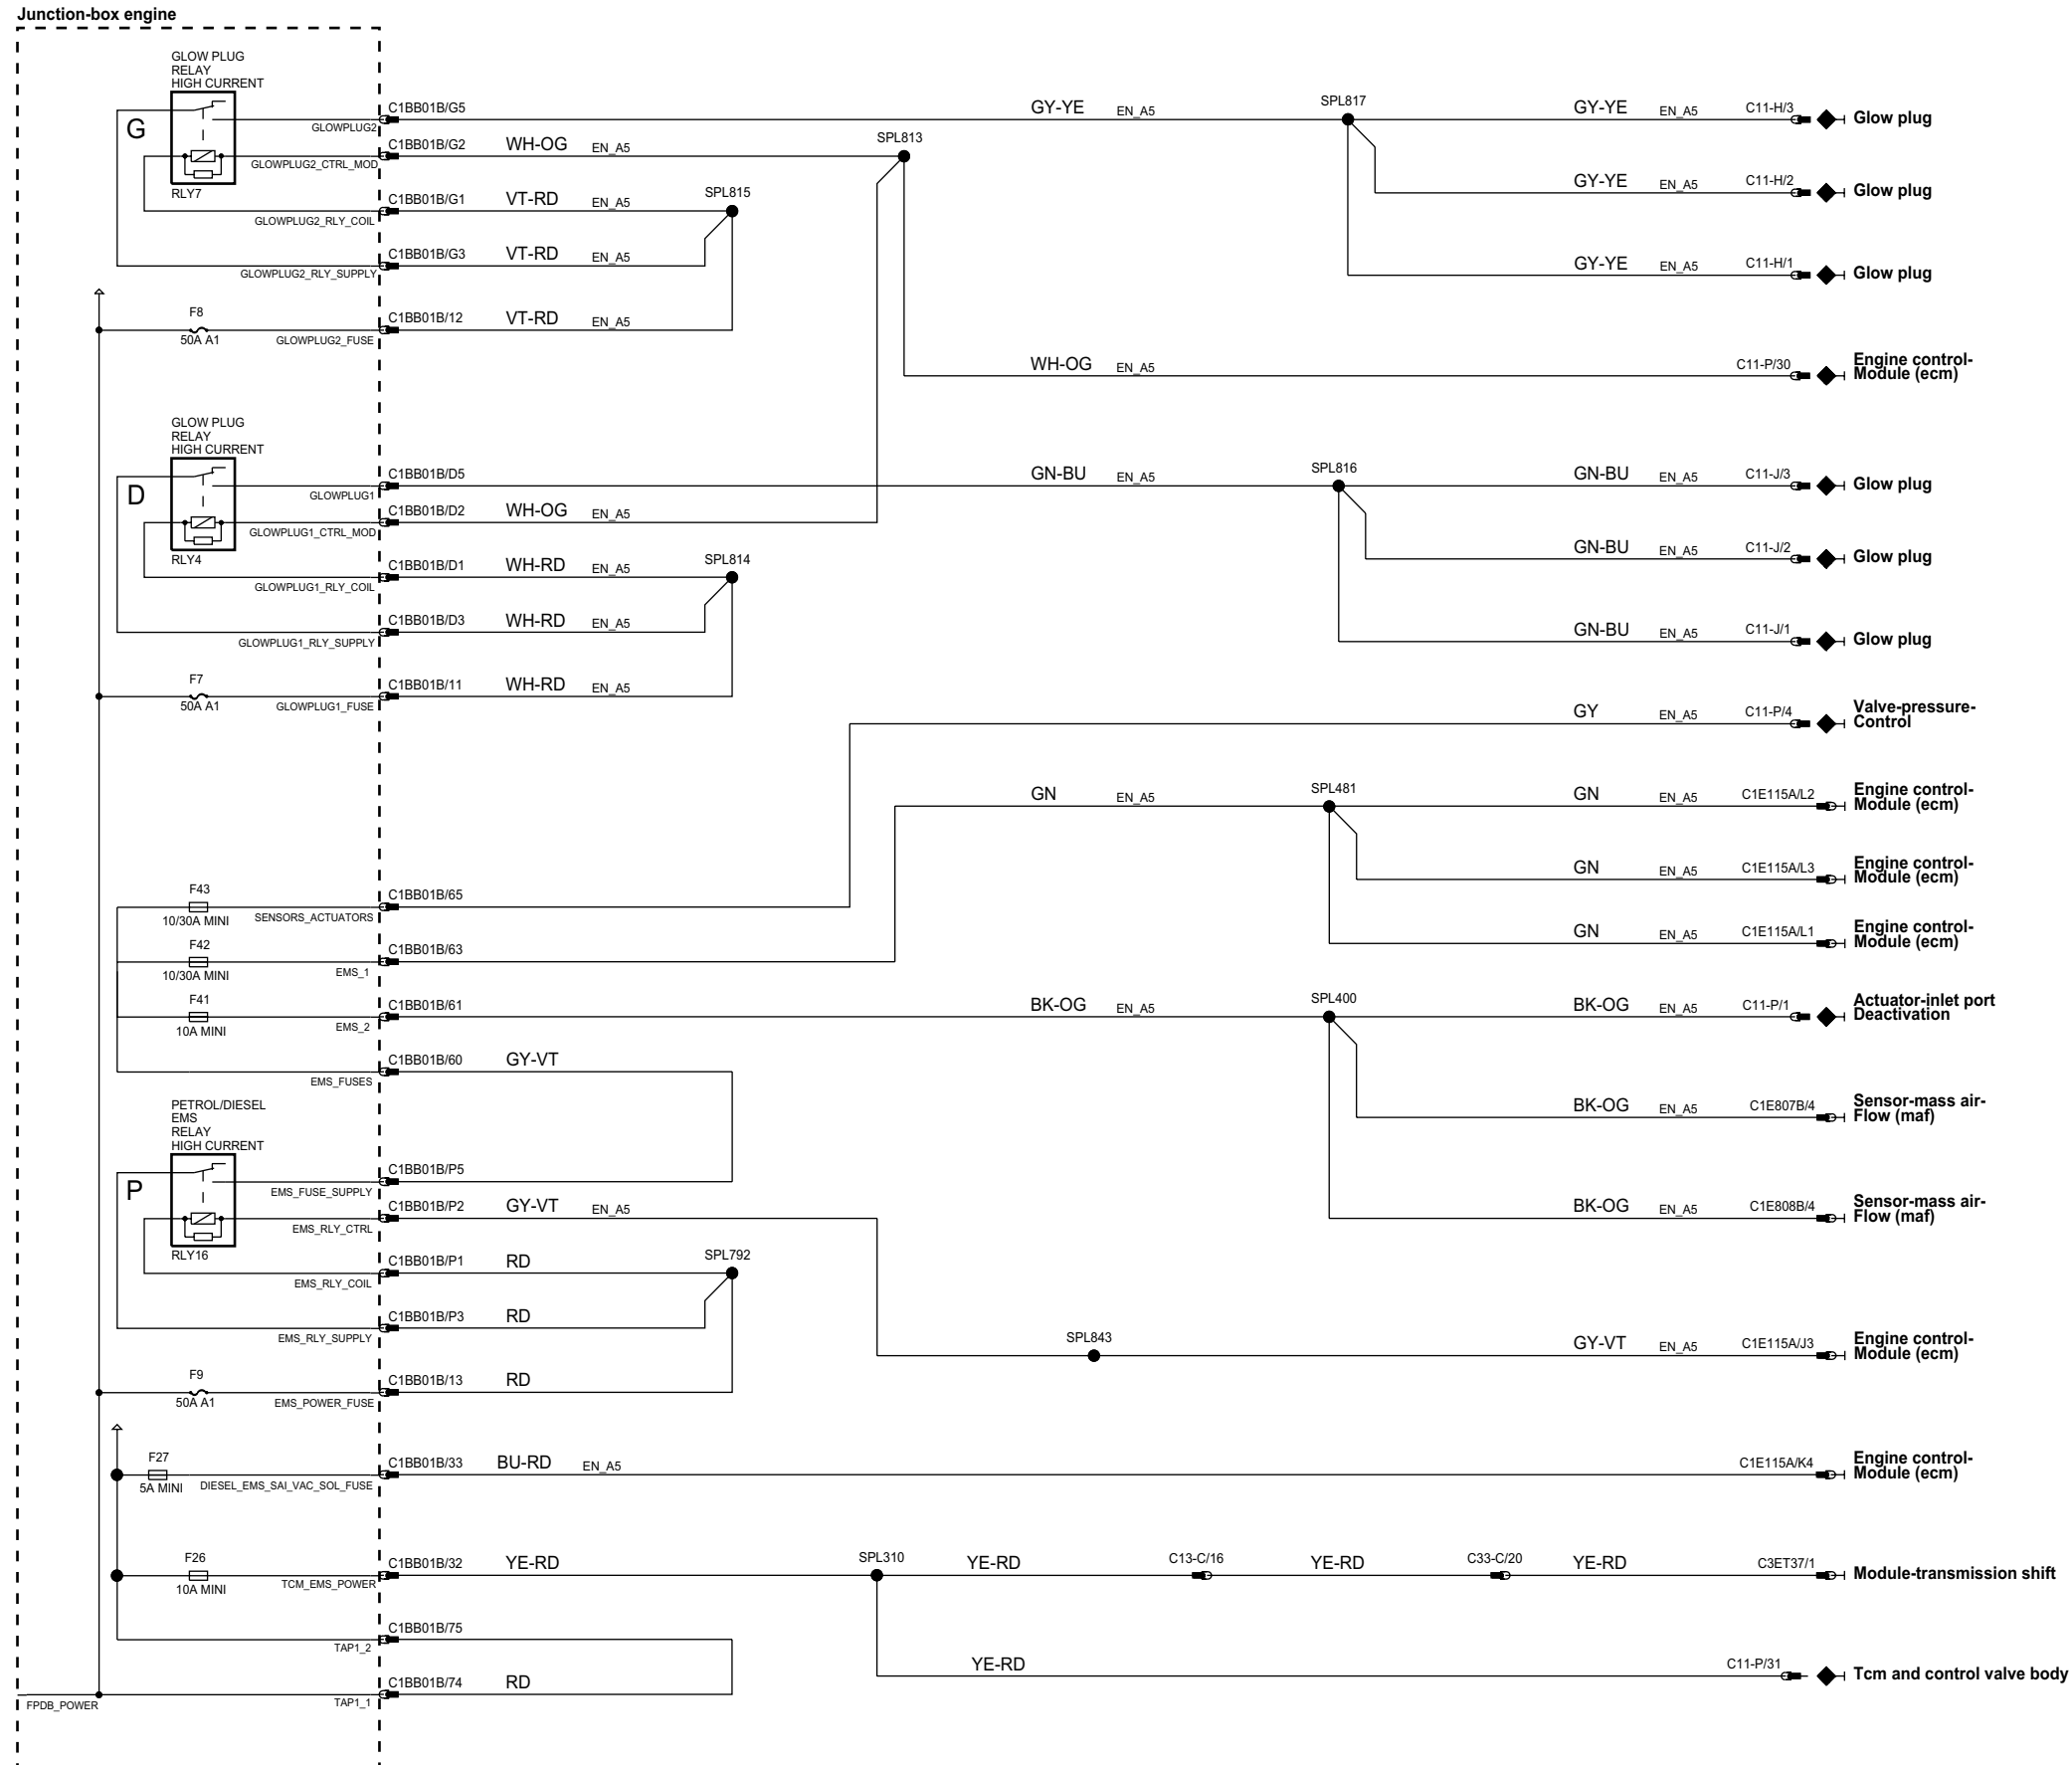 Junction-box engine
GLOW PLUG
RELAY
HIGH CURRENT
G
RLY7
GLOWPLUG2
C1BB01B/G5
GY-YE EN_A5
SPL817
GY-YE EN_A5 C11-H/3
Glow plug
GLOWPLUG2_CTRL_MOD
C1BB01B/G2
WH-OG EN_A5
SPL813
GY-YE EN_A5 C11-H/2
Glow plug
GLOWPLUG2_RLY_COIL
C1BB01B/G1
VT-RD EN_A5
SPL815
GLOWPLUG2_RLY_SUPPLY
C1BB01B/G3
VT-RD EN_A5
GY-YE EN_A5 C11-H/1
Glow plug
F8
50A A1
GLOWPLUG2_FUSE
C1BB01B/12
VT-RD EN_A5
WH-OG EN_A5
C11-P/30
Engine control-
Module (ecm)
GLOW PLUG
RELAY
HIGH CURRENT
D
RLY4
GLOWPLUG1
C1BB01B/D5
GN-BU EN_A5
SPL816
GN-BU EN_A5 C11-J/3
Glow plug
GLOWPLUG1_CTRL_MOD
C1BB01B/D2
WH-OG EN_A5
GN-BU EN_A5 C11-J/2
Glow plug
GLOWPLUG1_RLY_COIL
C1BB01B/D1
WH-RD EN_A5
SPL814
GLOWPLUG1_RLY_SUPPLY
C1BB01B/D3
WH-RD EN_A5
GN-BU EN_A5 C11-J/1
Glow plug
F7
50A A1
GLOWPLUG1_FUSE
C1BB01B/11
WH-RD EN_A5
GY EN_A5 C11-P/4
Valve-pressure-
Control
GN EN_A5
SPL481
GN EN_A5 C1E115A/L2
Engine control-
Module (ecm)
GN EN_A5 C1E115A/L3
Engine control-
Module (ecm)
GN EN_A5 C1E115A/L1
Engine control-
Module (ecm)
F43
10/30A MINI
SENSORS_ACTUATORS
C1BB01B/65
F42
10/30A MINI
EMS_1
C1BB01B/63
F41
10A MINI
EMS_2
C1BB01B/61
BK-OG EN_A5
SPL400
BK-OG EN_A5 C11-P/1
Actuator-inlet port
Deactivation
EMS_FUSES
C1BB01B/60
GY-VT
BK-OG EN_A5 C1E807B/4
Sensor-mass air-
Flow (maf)
PETROL/DIESEL
EMS
RELAY
HIGH CURRENT
P
RLY16
EMS_FUSE_SUPPLY
C1BB01B/P5
EMS_RLY_CTRL
C1BB01B/P2
GY-VT EN_A5
BK-OG EN_A5 C1E808B/4
Sensor-mass air-
Flow (maf)
EMS_RLY_COIL
C1BB01B/P1
RD
SPL792
EMS_RLY_SUPPLY
C1BB01B/P3
RD
SPL843
GY-VT EN_A5 C1E115A/J3
Engine control-
Module (ecm)
F9
50A A1
EMS_POWER_FUSE
C1BB01B/13
RD
F27
5A MINI
DIESEL_EMS_SAI_VAC_SOL_FUSE
C1BB01B/33
BU-RD EN_A5
C1E115A/K4
Engine control-
Module (ecm)
F26
10A MINI
TCM_EMS_POWER
C1BB01B/32
YE-RD
SPL310
YE-RD
C13-C/16
YE-RD
C33-C/20
YE-RD
C3ET37/1
Module-transmission shift
TAP1_2
C1BB01B/75
YE-RD
C11-P/31
Tcm and control valve body
FPDB_POWER
TAP1_1
C1BB01B/74
RD